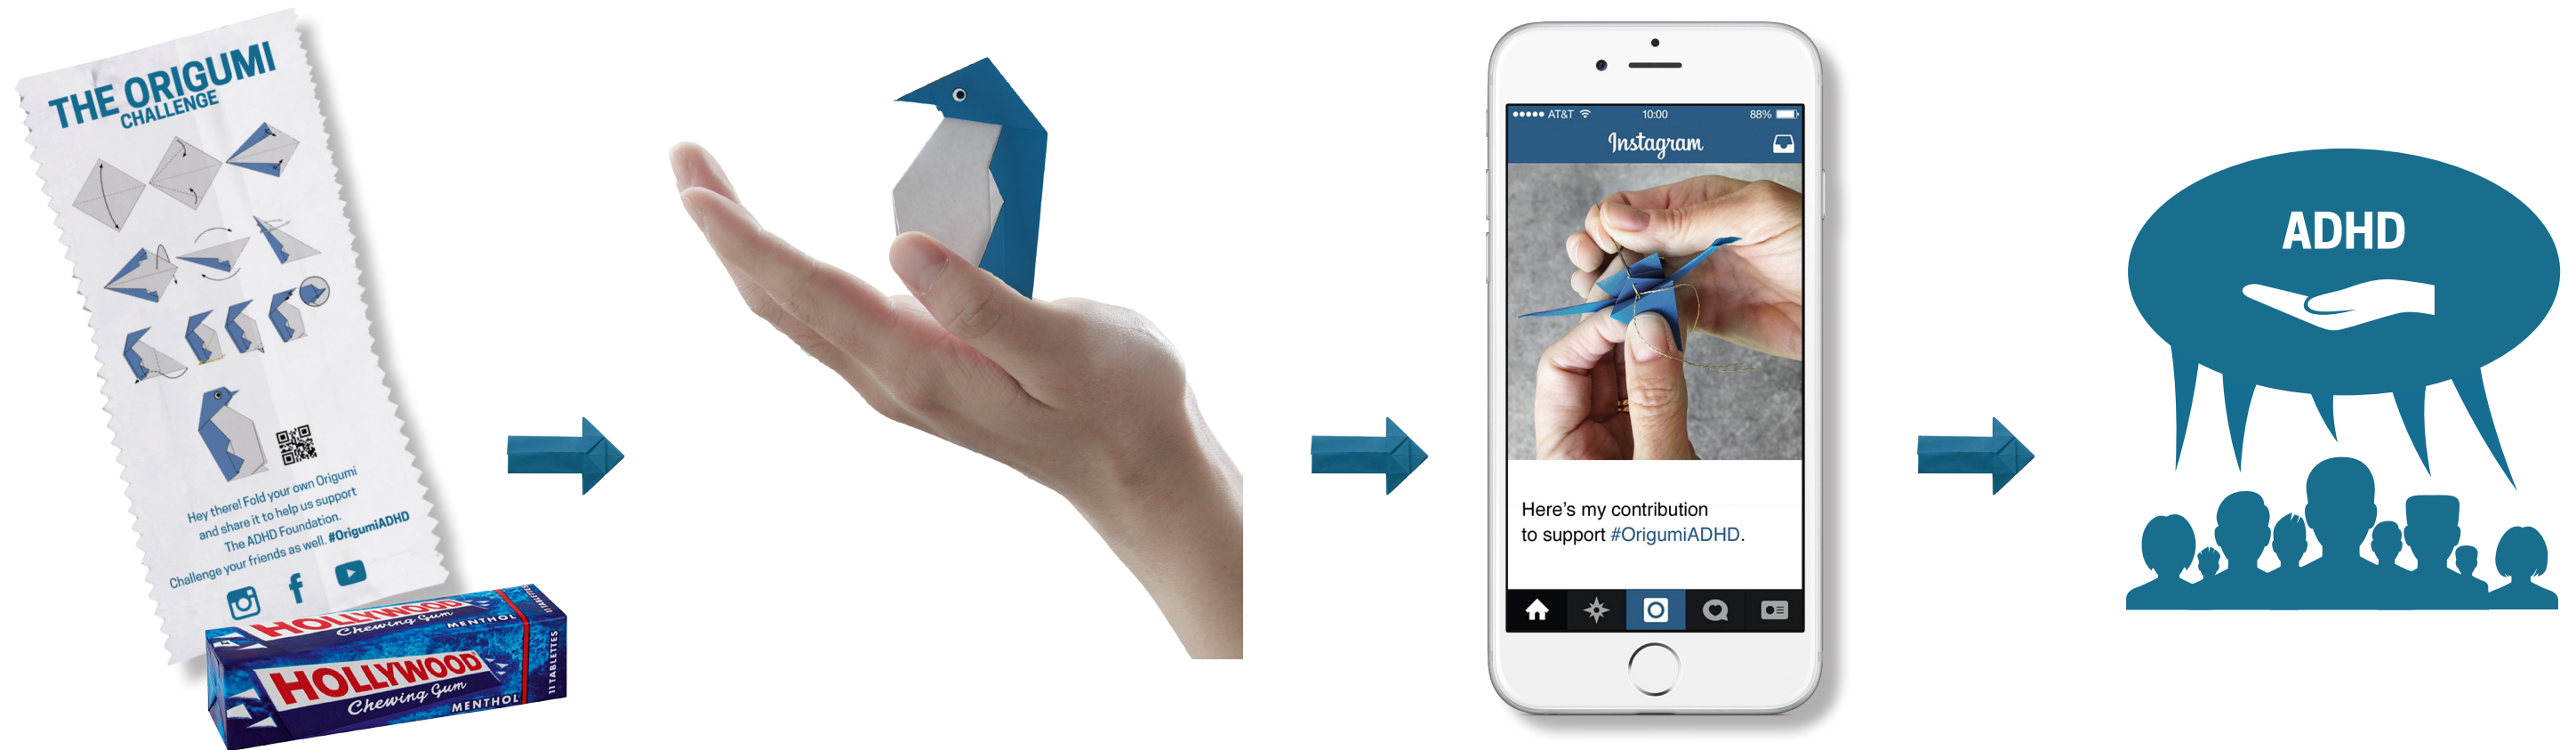 THE ORIGUMI
CHALLENGE
Hey there! Fold your own Origumi
and share it to help us support
The ADHD Foundation.
Challenge your friends as well. #OrigumiADHD
HOLLYWOOD
Chewing Gum
MENTHOL
11 TABLETTES
HOLLYWOOD
Chewing Gum
MENTHOL
11 TABLETTES
AT&T 10:00 88%
Instagram
Here's my contribution
to support #OrigumiADHD.
ADHD